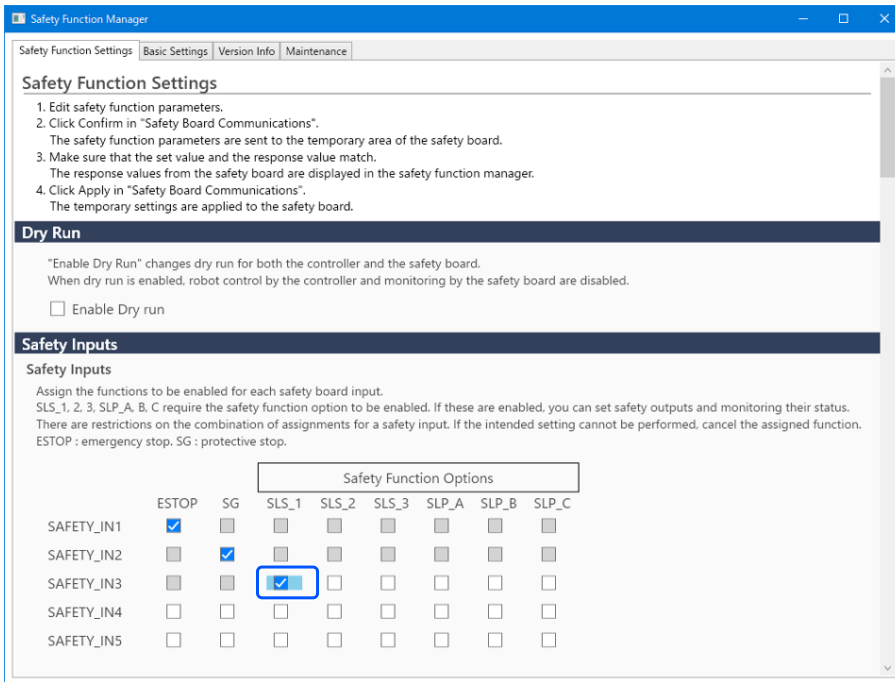 Safety Function Manager
Safety Function Settings Basic Settings Version Info Maintenance
Safety Function Settings
1. Edit safety function parameters.
2. Click Confirm in "Safety Board Communications".
The safety function parameters are sent to the temporary area of the safety board.
3. Make sure that the set value and the response value match.
The response values from the safety board are displayed in the safety function manager.
4. Click Apply in "Safety Board Communications".
The temporary settings are applied to the safety board.
Dry Run
"Enable Dry Run" changes dry run for both the controller and the safety board.
When dry run is enabled, robot control by the controller and monitoring by the safety board are disabled.
Enable Dry run
Safety Inputs
Safety Inputs
Assign the functions to be enabled for each safety board input.
SLS_1, 2, 3, SLP_A, B, C require the safety function option to be enabled. If these are enabled, you can set safety outputs and monitoring their status.
There are restrictions on the combination of assignments for a safety input. If the intended setting cannot be performed, cancel the assigned function.
ESTOP : emergency stop. SG : protective stop.
Safety Function Options
ESTOP SG SLS_1 SLS_2 SLS_3 SLP_A SLP_B SLP_C
SAFETY_IN1
SAFETY_IN2
SAFETY_IN3
SAFETY_IN4
SAFETY_IN5